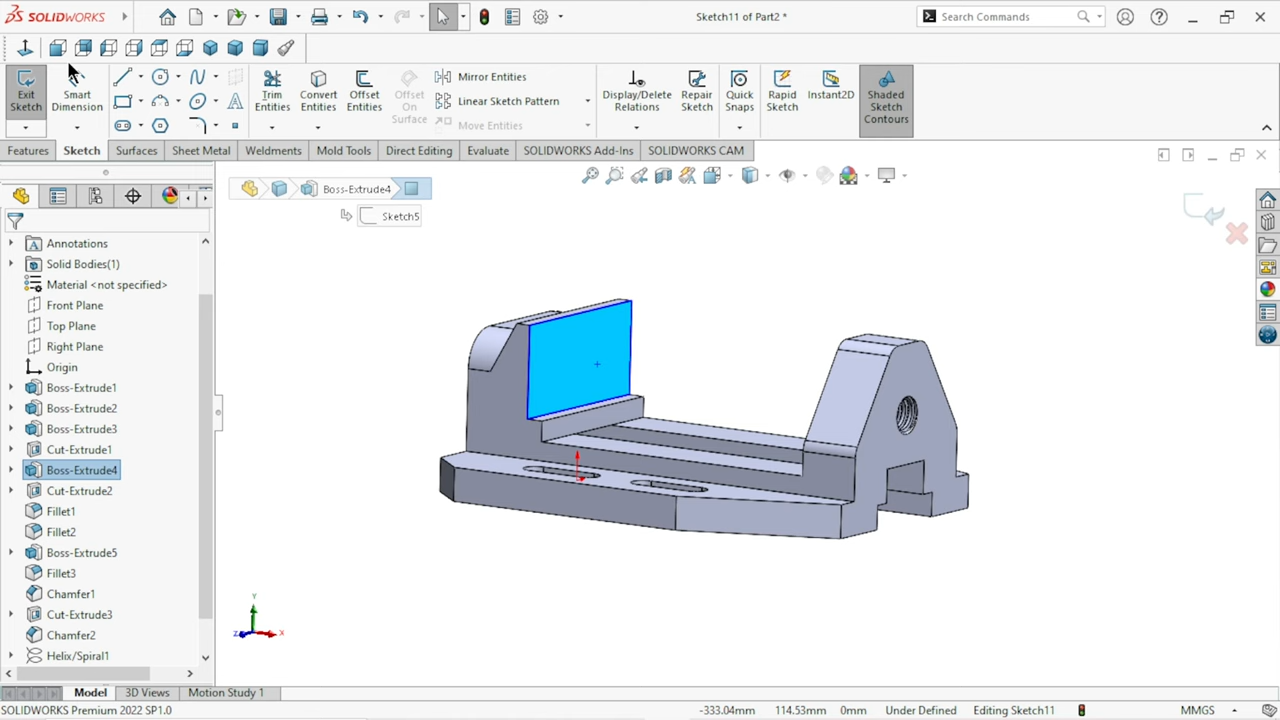 SOLIDWORKS
Sketch11 of Part2 *
Search Commands
Exit Sketch
Smart Dimension
Trim Entities
Convert Entities
Offset Entities
Offset On Surface
Mirror Entities
Linear Sketch Pattern
Move Entities
Display/Delete Relations
Repair Sketch
Quick Snaps
Rapid Sketch
Instant2D
Shaded Sketch Contours
Features
Sketch
Surfaces
Sheet Metal
Weldments
Mold Tools
Direct Editing
Evaluate
SOLIDWORKS Add-Ins
SOLIDWORKS CAM
Boss-Extrude4
Sketch5
Annotations
Solid Bodies(1)
Material <not specified>
Front Plane
Top Plane
Right Plane
Origin
Boss-Extrude1
Boss-Extrude2
Boss-Extrude3
Cut-Extrude1
Boss-Extrude4
Cut-Extrude2
Fillet1
Fillet2
Boss-Extrude5
Fillet3
Chamfer1
Cut-Extrude3
Chamfer2
Helix/Spiral1
Y
Z
X
Model
3D Views
Motion Study 1
SOLIDWORKS Premium 2022 SP1.0
-333.04mm
114.53mm
0mm
Under Defined
Editing Sketch11
MMGS